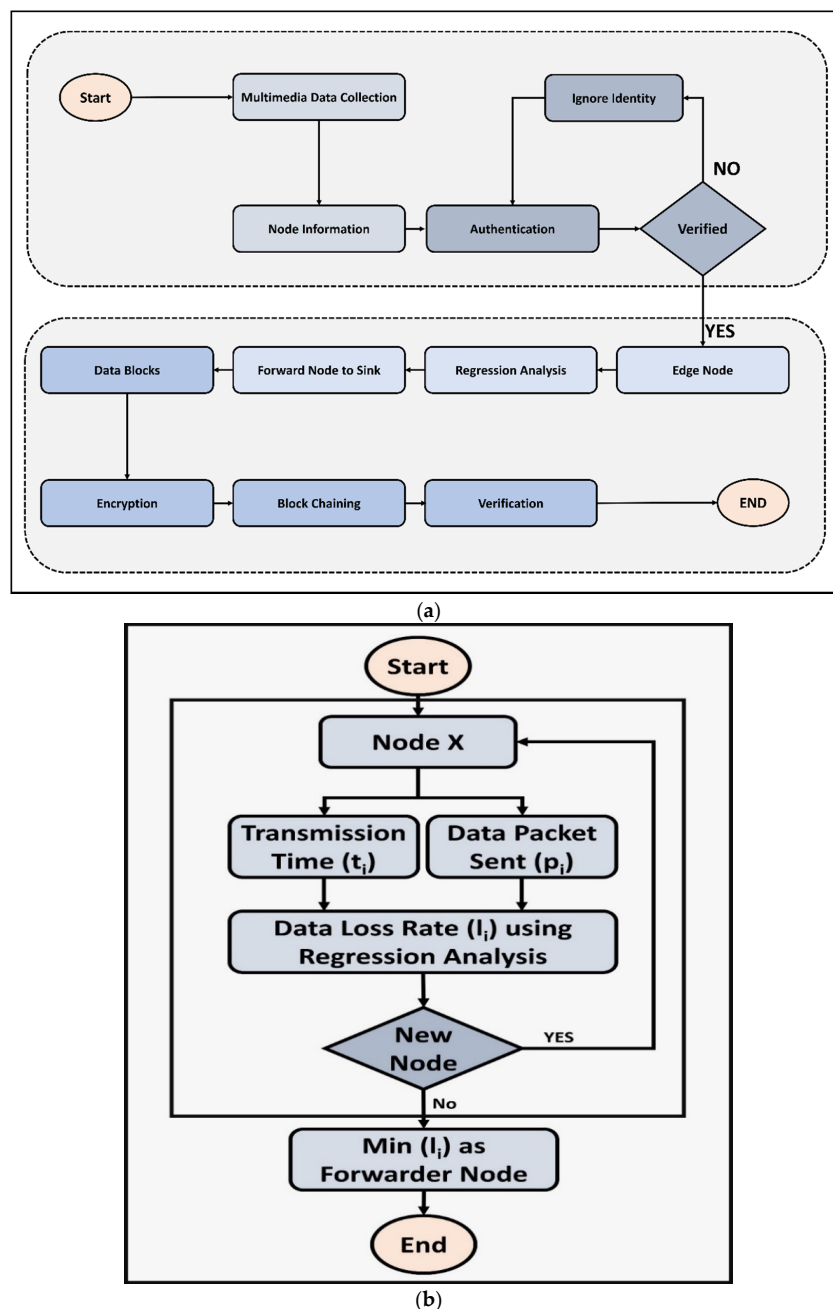 Start
Multimedia Data Collection
Ignore Identity
NO
Node Information
Authentication
Verified
YES
Data Blocks
Forward Node to Sink
Regression Analysis
Edge Node
Encryption
Block Chaining
Verification
END
(a)
Start
Node X
Transmission
Time (ti)
Data Packet
Sent (pi)
Data Loss Rate (li) using
Regression Analysis
New
Node
YES
No
Min (li) as
Forwarder Node
End
(b)